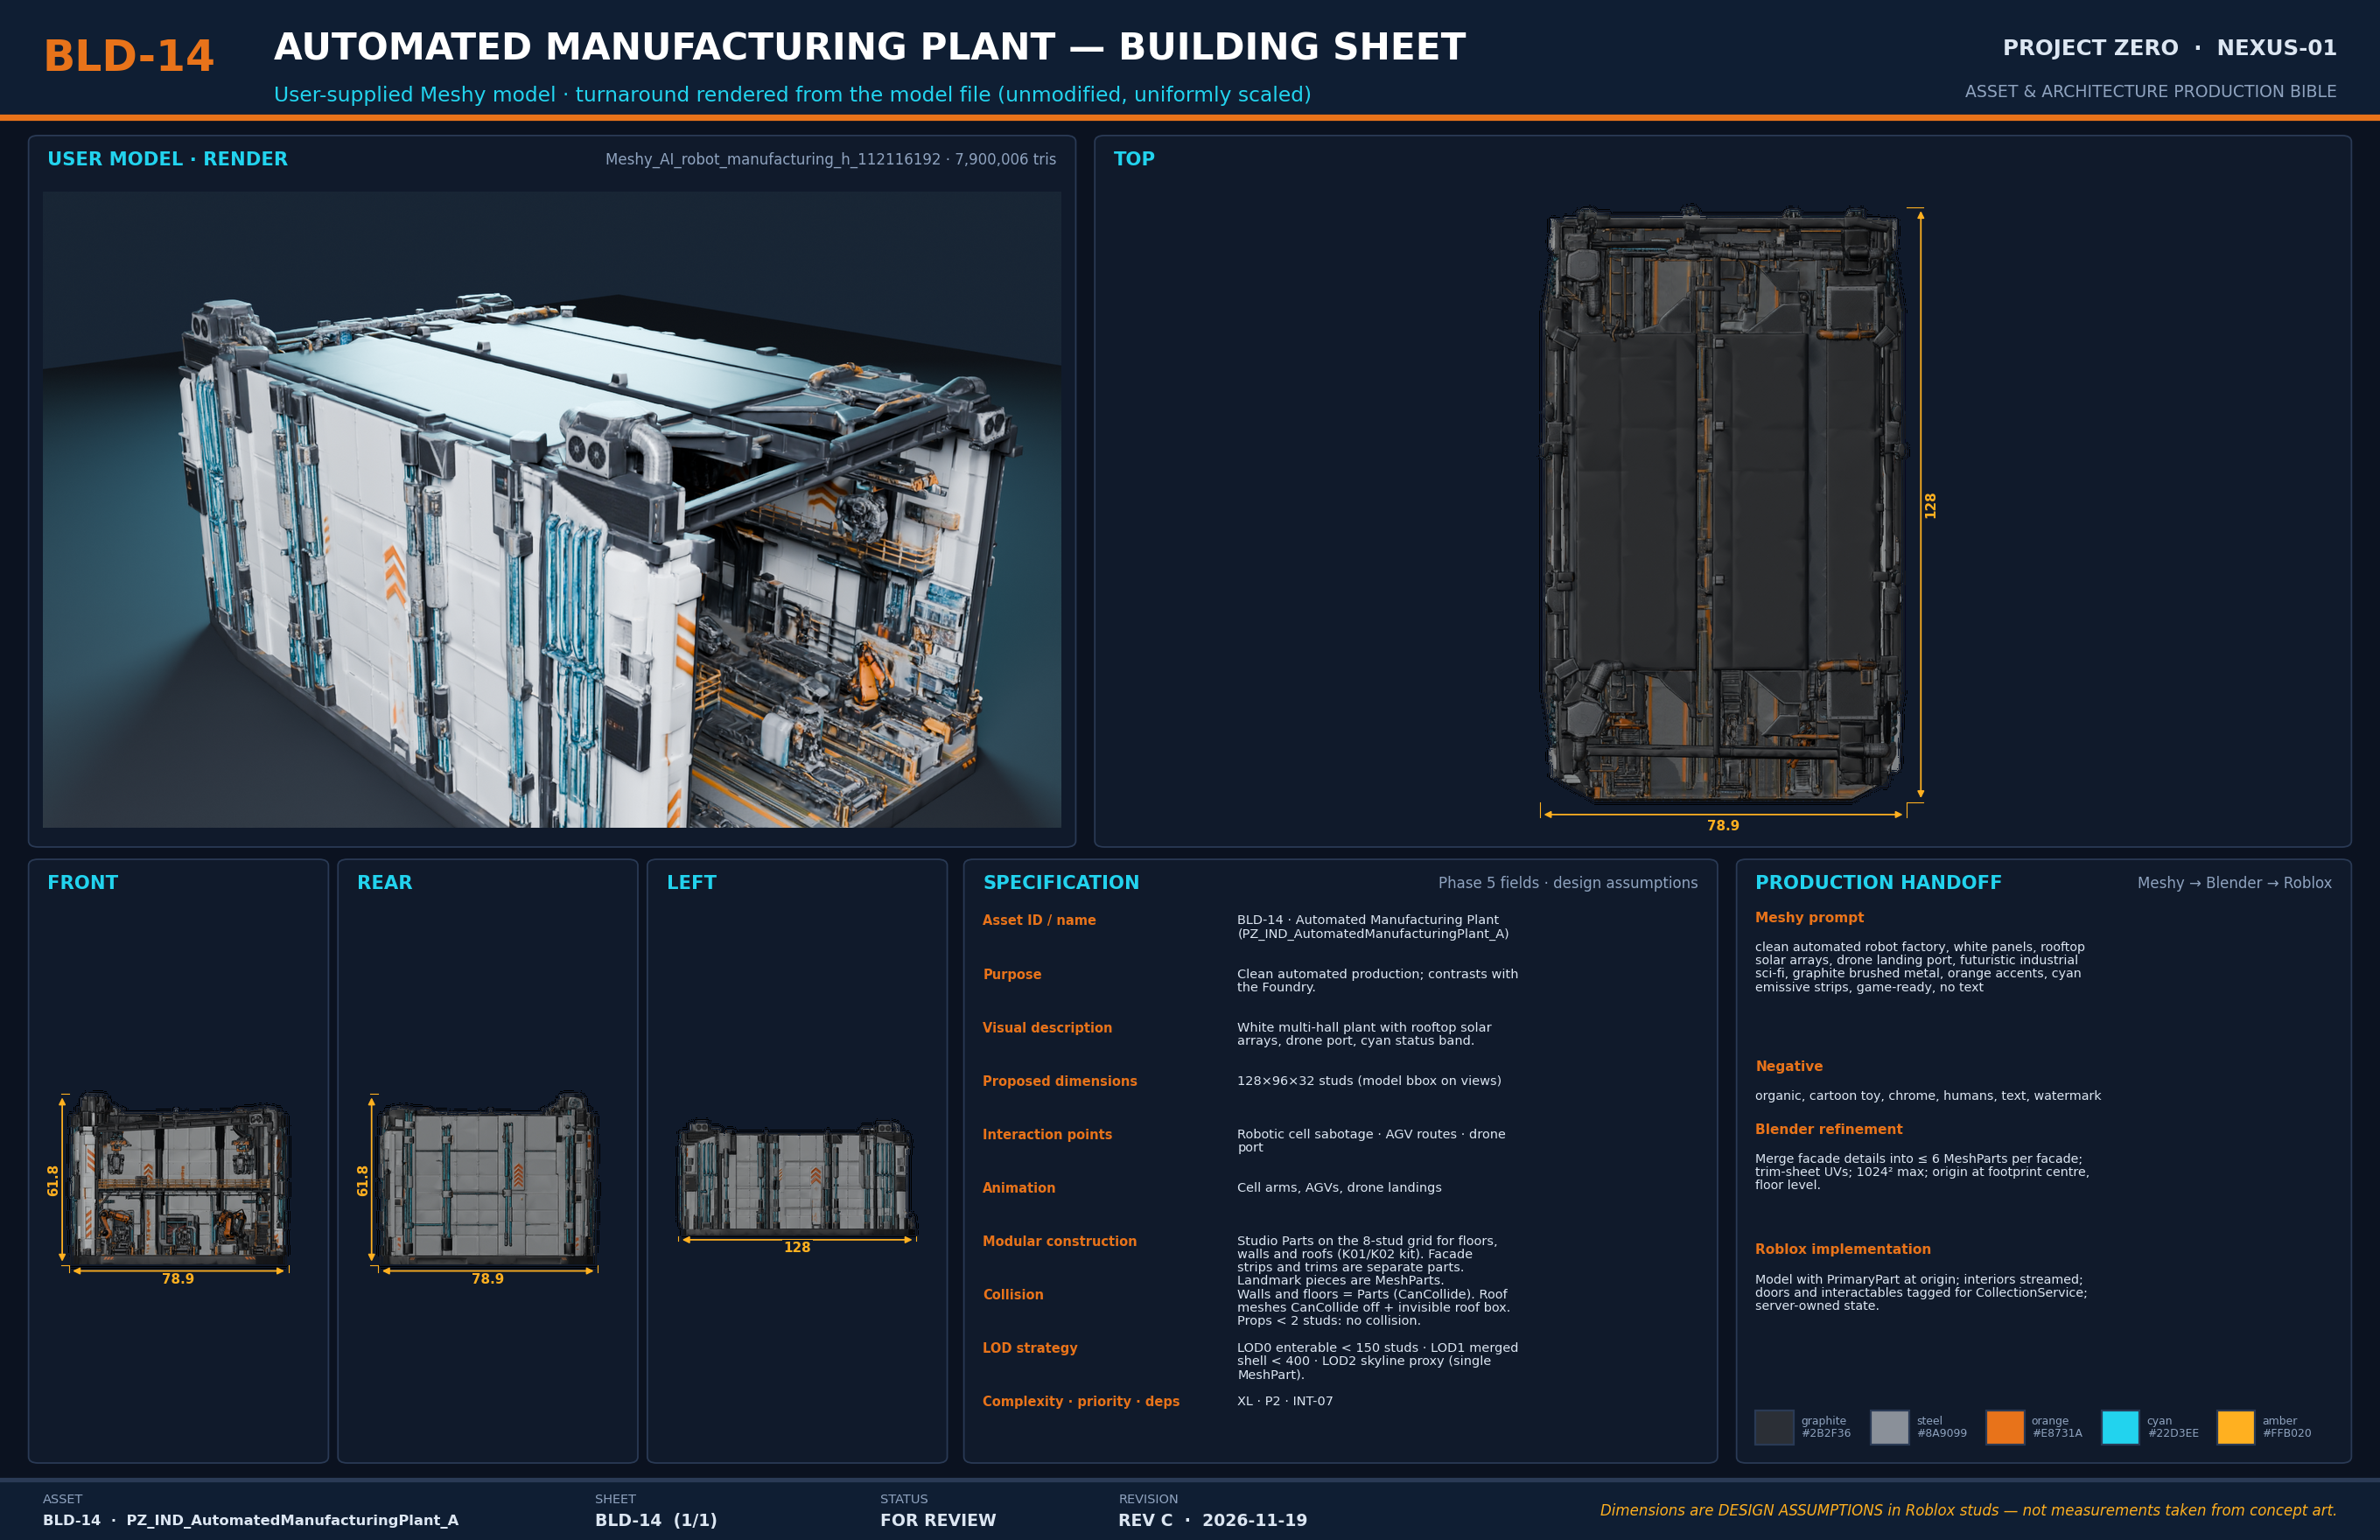 BLD-14
AUTOMATED MANUFACTURING PLANT — BUILDING SHEET
User-supplied Meshy model · turnaround rendered from the model file (unmodified, uniformly scaled)
PROJECT ZERO · NEXUS-01
ASSET & ARCHITECTURE PRODUCTION BIBLE
USER MODEL · RENDER
Meshy_AI_robot_manufacturing_h_112116192 · 7,900,006 tris
TOP
128
78.9
FRONT
61.8
78.9
REAR
61.8
78.9
LEFT
128
SPECIFICATION
Phase 5 fields · design assumptions
Asset ID / name
BLD-14 · Automated Manufacturing Plant
(PZ_IND_AutomatedManufacturingPlant_A)
Purpose
Clean automated production; contrasts with
the Foundry.
Visual description
White multi-hall plant with rooftop solar
arrays, drone port, cyan status band.
Proposed dimensions
128×96×32 studs (model bbox on views)
Interaction points
Robotic cell sabotage · AGV routes · drone
port
Animation
Cell arms, AGVs, drone landings
Modular construction
Studio Parts on the 8-stud grid for floors,
walls and roofs (K01/K02 kit). Facade
strips and trims are separate parts.
Landmark pieces are MeshParts.
Collision
Walls and floors = Parts (CanCollide). Roof
meshes CanCollide off + invisible roof box.
Props < 2 studs: no collision.
LOD strategy
LOD0 enterable < 150 studs · LOD1 merged
shell < 400 · LOD2 skyline proxy (single
MeshPart).
Complexity · priority · deps
XL · P2 · INT-07
PRODUCTION HANDOFF
Meshy → Blender → Roblox
Meshy prompt
clean automated robot factory, white panels, rooftop
solar arrays, drone landing port, futuristic industrial
sci-fi, graphite brushed metal, orange accents, cyan
emissive strips, game-ready, no text
Negative
organic, cartoon toy, chrome, humans, text, watermark
Blender refinement
Merge facade details into ≤ 6 MeshParts per facade;
trim-sheet UVs; 1024² max; origin at footprint centre,
floor level.
Roblox implementation
Model with PrimaryPart at origin; interiors streamed;
doors and interactables tagged for CollectionService;
server-owned state.
graphite
#2B2F36
steel
#8A9099
orange
#E8731A
cyan
#22D3EE
amber
#FFB020
ASSET
BLD-14 · PZ_IND_AutomatedManufacturingPlant_A
SHEET
BLD-14 (1/1)
STATUS
FOR REVIEW
REVISION
REV C · 2026-11-19
Dimensions are DESIGN ASSUMPTIONS in Roblox studs — not measurements taken from concept art.